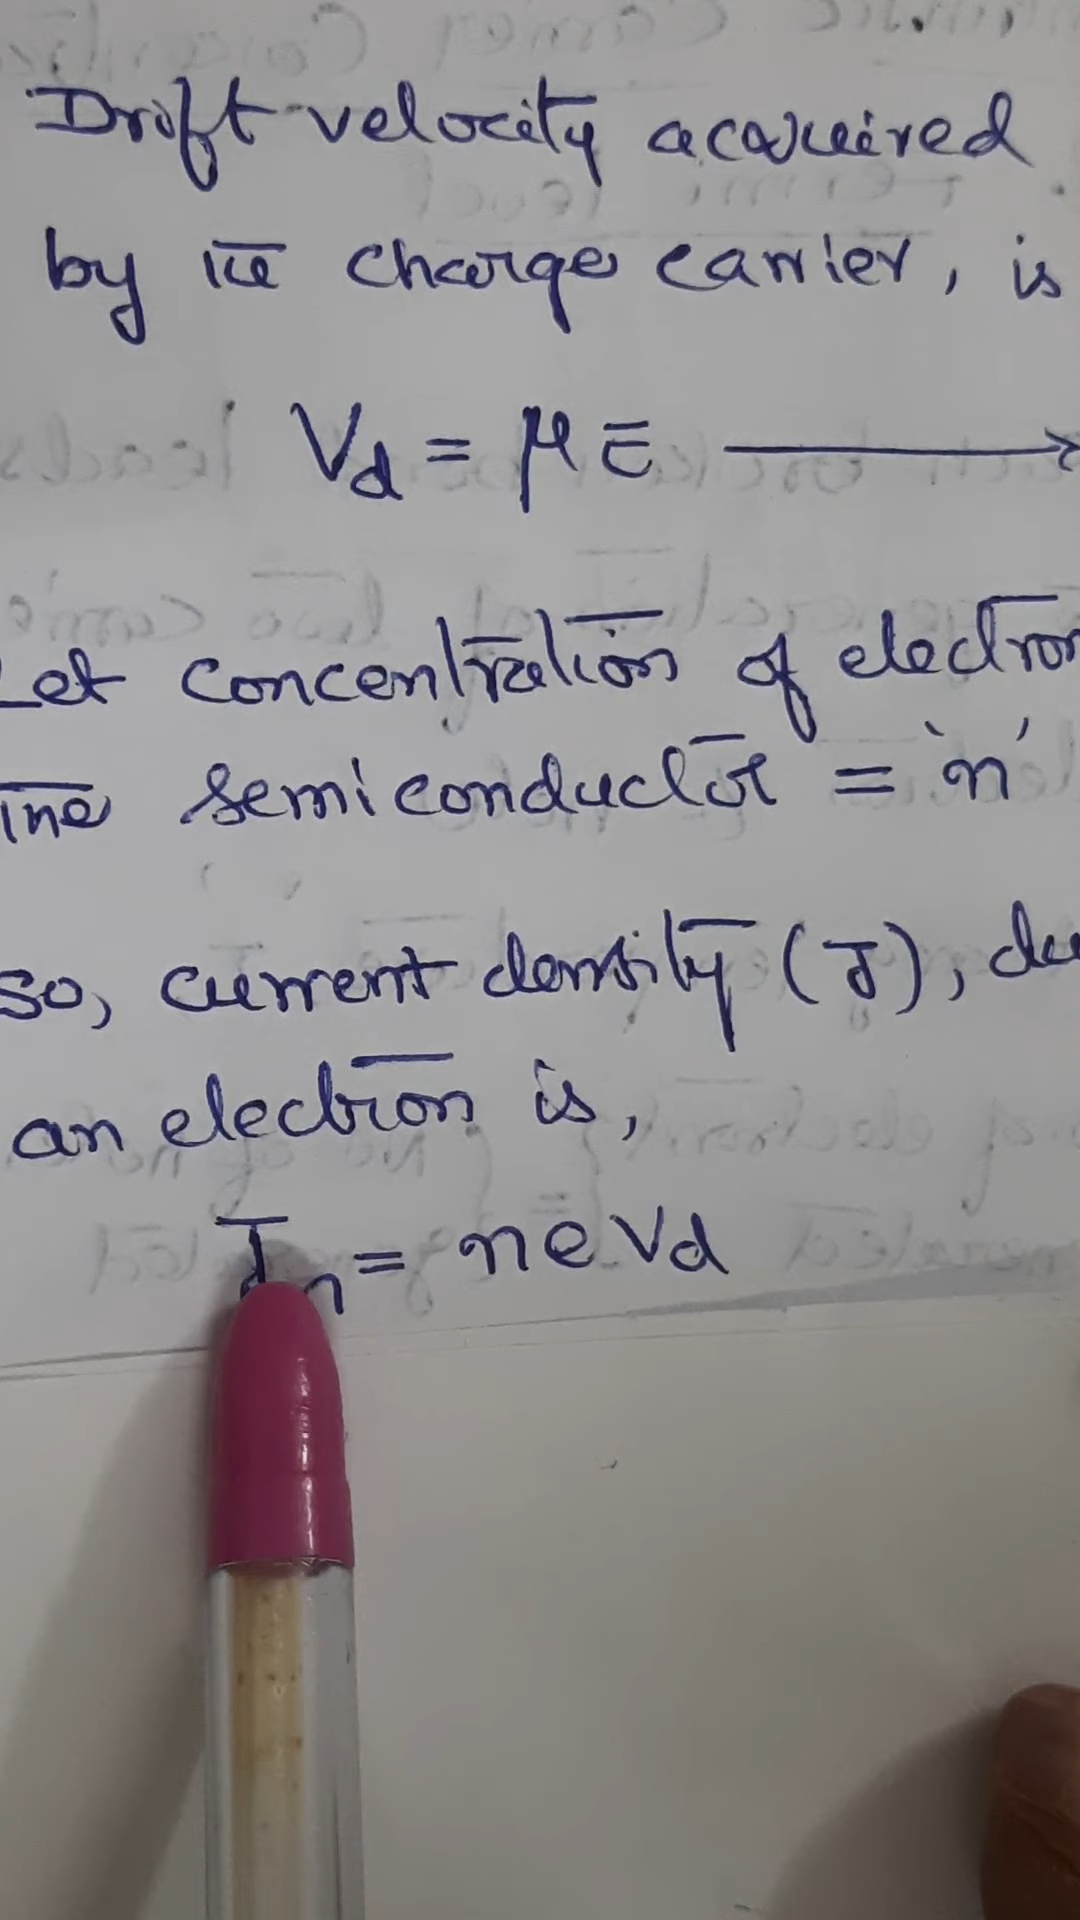 Drift velocity acquired
by the charge carrier, is
Vd = μE →
Let concentration of electron
the semiconductor = 'n'
so, current density (J), du
an electron is,
Jn = neVd